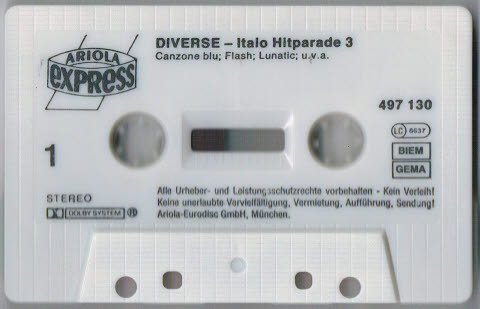 ARIOLA
express
DIVERSE – Italo Hitparade 3
Canzone blu; Flash; Lunatic; u.v.a.
497 130
LC 6637
BIEM
GEMA
1
STEREO
DOLBY SYSTEM ®
Alle Urheber- und Leistungsschutzrechte vorbehalten - Kein Verleih!
Keine unerlaubte Vervielfältigung, Vermietung, Aufführung, Sendung!
Ariola-Eurodisc GmbH, München.